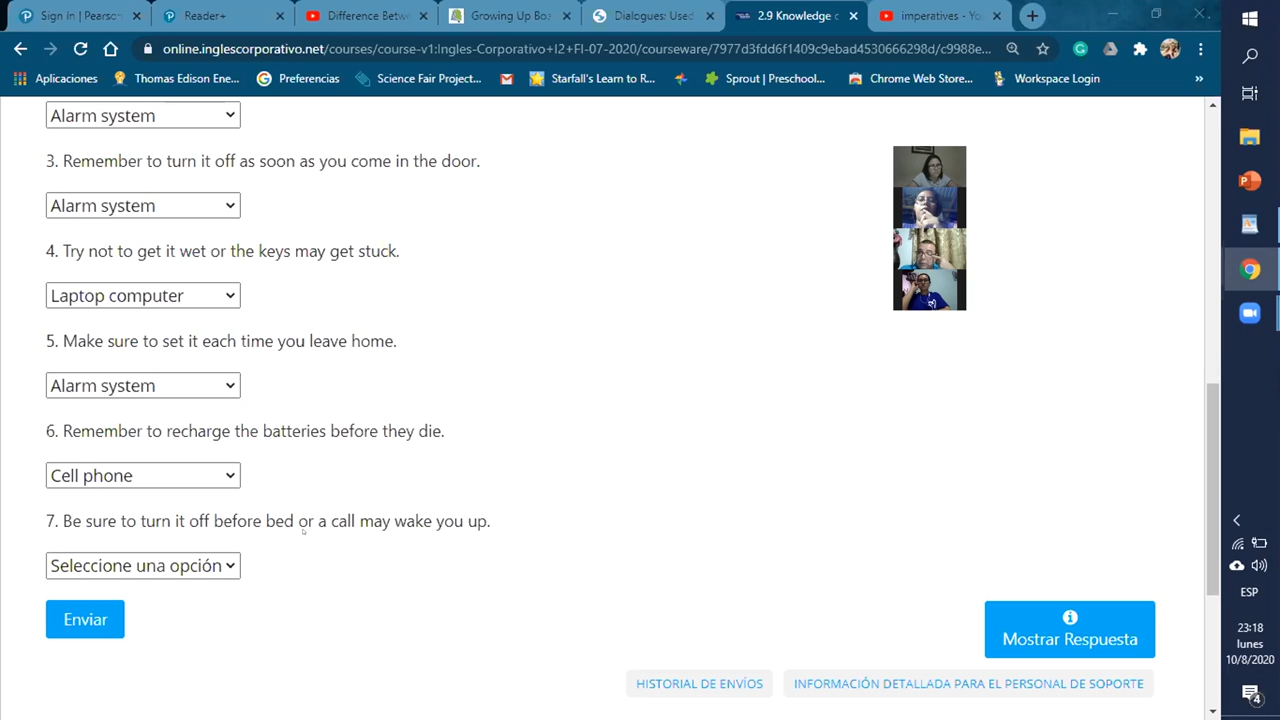 Sign In | Pearson
Reader+
Difference Betw
Growing Up Boa
Dialogues: Used
2.9 Knowledge c
imperatives - Yo
online.inglescorporativo.net/courses/course-v1:Ingles-Corporativo+I2+FI-07-2020/courseware/7977d3fdd6f1409c9ebad4530666298d/c9988e...
Aplicaciones
Thomas Edison Ene...
Preferencias
Science Fair Project...
Starfall's Learn to R...
Sprout | Preschool...
Chrome Web Store...
Workspace Login
»
Alarm system
3. Remember to turn it off as soon as you come in the door.
Alarm system
4. Try not to get it wet or the keys may get stuck.
Laptop computer
5. Make sure to set it each time you leave home.
Alarm system
6. Remember to recharge the batteries before they die.
Cell phone
7. Be sure to turn it off before bed or a call may wake you up.
Seleccione una opción
Enviar
Mostrar Respuesta
HISTORIAL DE ENVÍOS
INFORMACIÓN DETALLADA PARA EL PERSONAL DE SOPORTE
ESP
23:18
lunes
10/8/2020
4